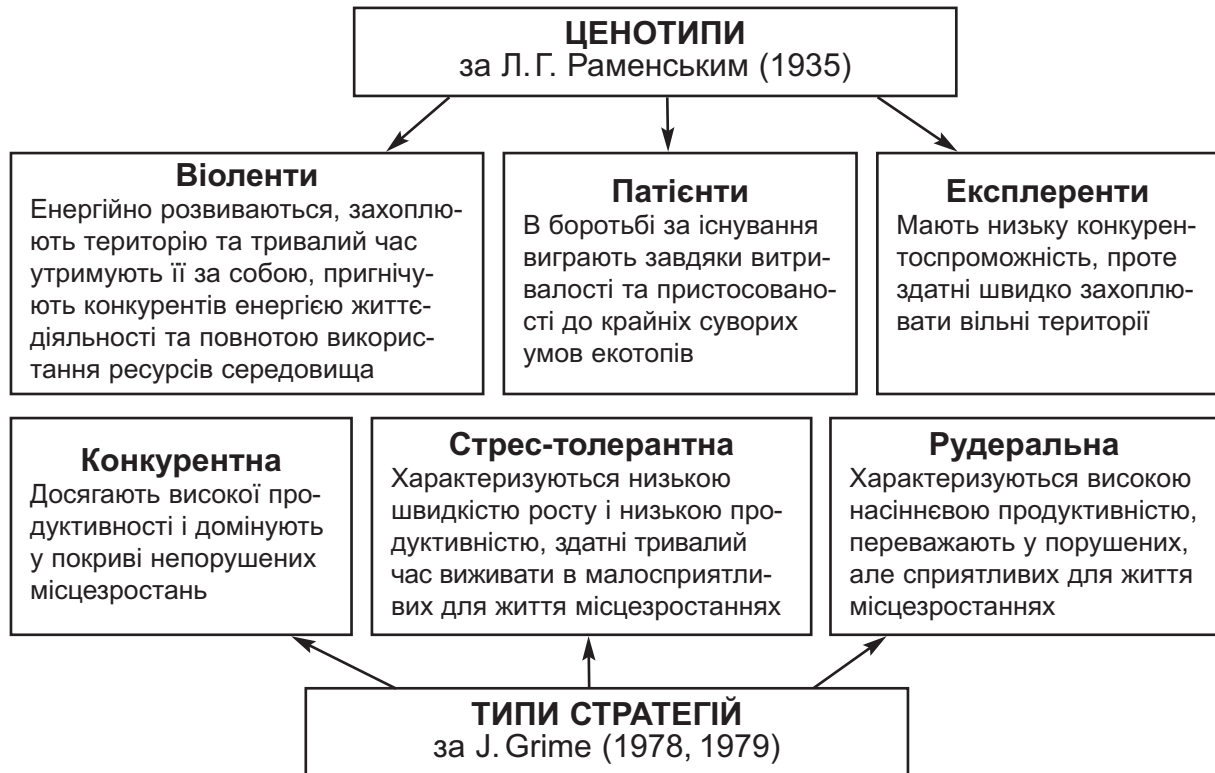 ЦЕНОТИПИ
за Л.Г. Раменським (1935)
Віоленти
Енергійно розвиваються, захоплю-
ють територію та тривалий час
утримують її за собою, пригнічу-
ють конкурентів енергією життє-
діяльності та повнотою викорис-
тання ресурсів середовища
Патієнти
В боротьбі за існування
виграють завдяки витри-
валості та пристосовано-
сті до крайніх суворих
умов екотопів
Експлеренти
Мають низьку конкурен-
тоспроможність, проте
здатні швидко захоплю-
вати вільні території
Конкурентна
Досягають високої про-
дуктивності і домінують
у покриві непорушених
місцезростань
Стрес-толерантна
Характеризуються низькою
швидкістю росту і низькою про-
дуктивністю, здатні тривалий
час виживати в малосприятли-
вих для життя місцезростаннях
Рудеральна
Характеризуються високою
насіннєвою продуктивністю,
переважають у порушених,
але сприятливих для життя
місцезростаннях
ТИПИ СТРАТЕГІЙ
за J. Grime (1978, 1979)